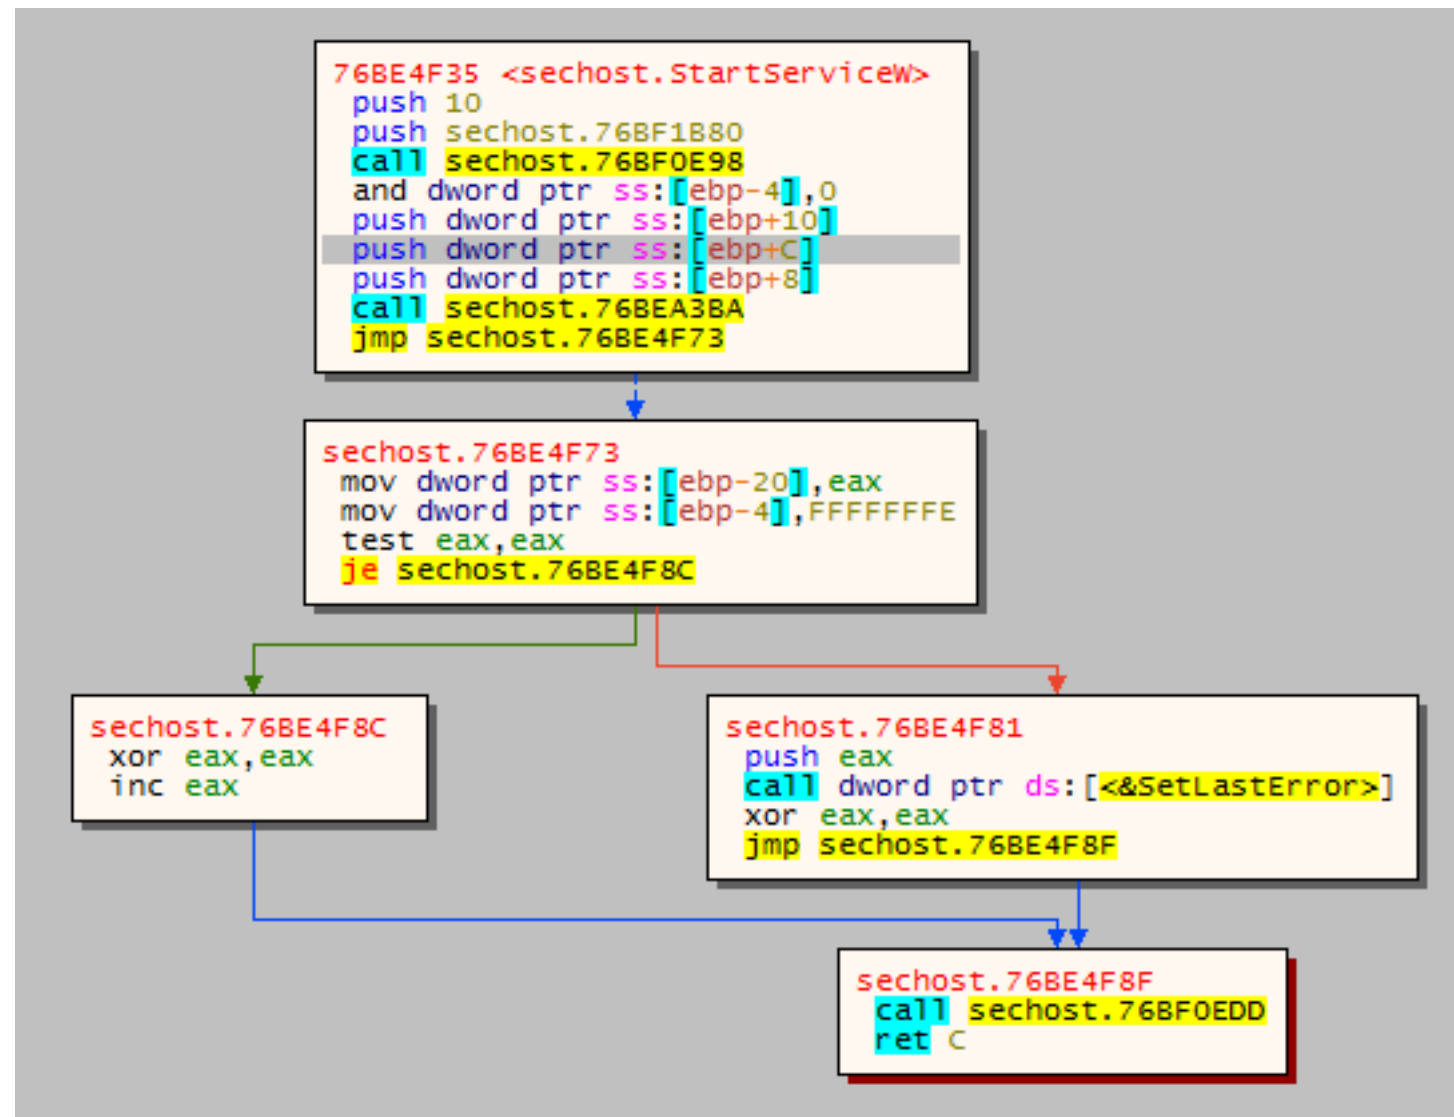 76BE4F35 <sechost.StartServiceW>
push 10
push sechost.76BF1B80
call sechost.76BF0E98
and dword ptr ss:[ebp-4],0
push dword ptr ss:[ebp+10]
push dword ptr ss:[ebp+C]
push dword ptr ss:[ebp+8]
call sechost.76BEA3BA
jmp sechost.76BE4F73
sechost.76BE4F73
mov dword ptr ss:[ebp-20],eax
mov dword ptr ss:[ebp-4],FFFFFFFE
test eax,eax
je sechost.76BE4F8C
sechost.76BE4F8C
xor eax,eax
inc eax
sechost.76BE4F81
push eax
call dword ptr ds:[<&SetLastError>]
xor eax,eax
jmp sechost.76BE4F8F
sechost.76BE4F8F
call sechost.76BF0EDD
ret C